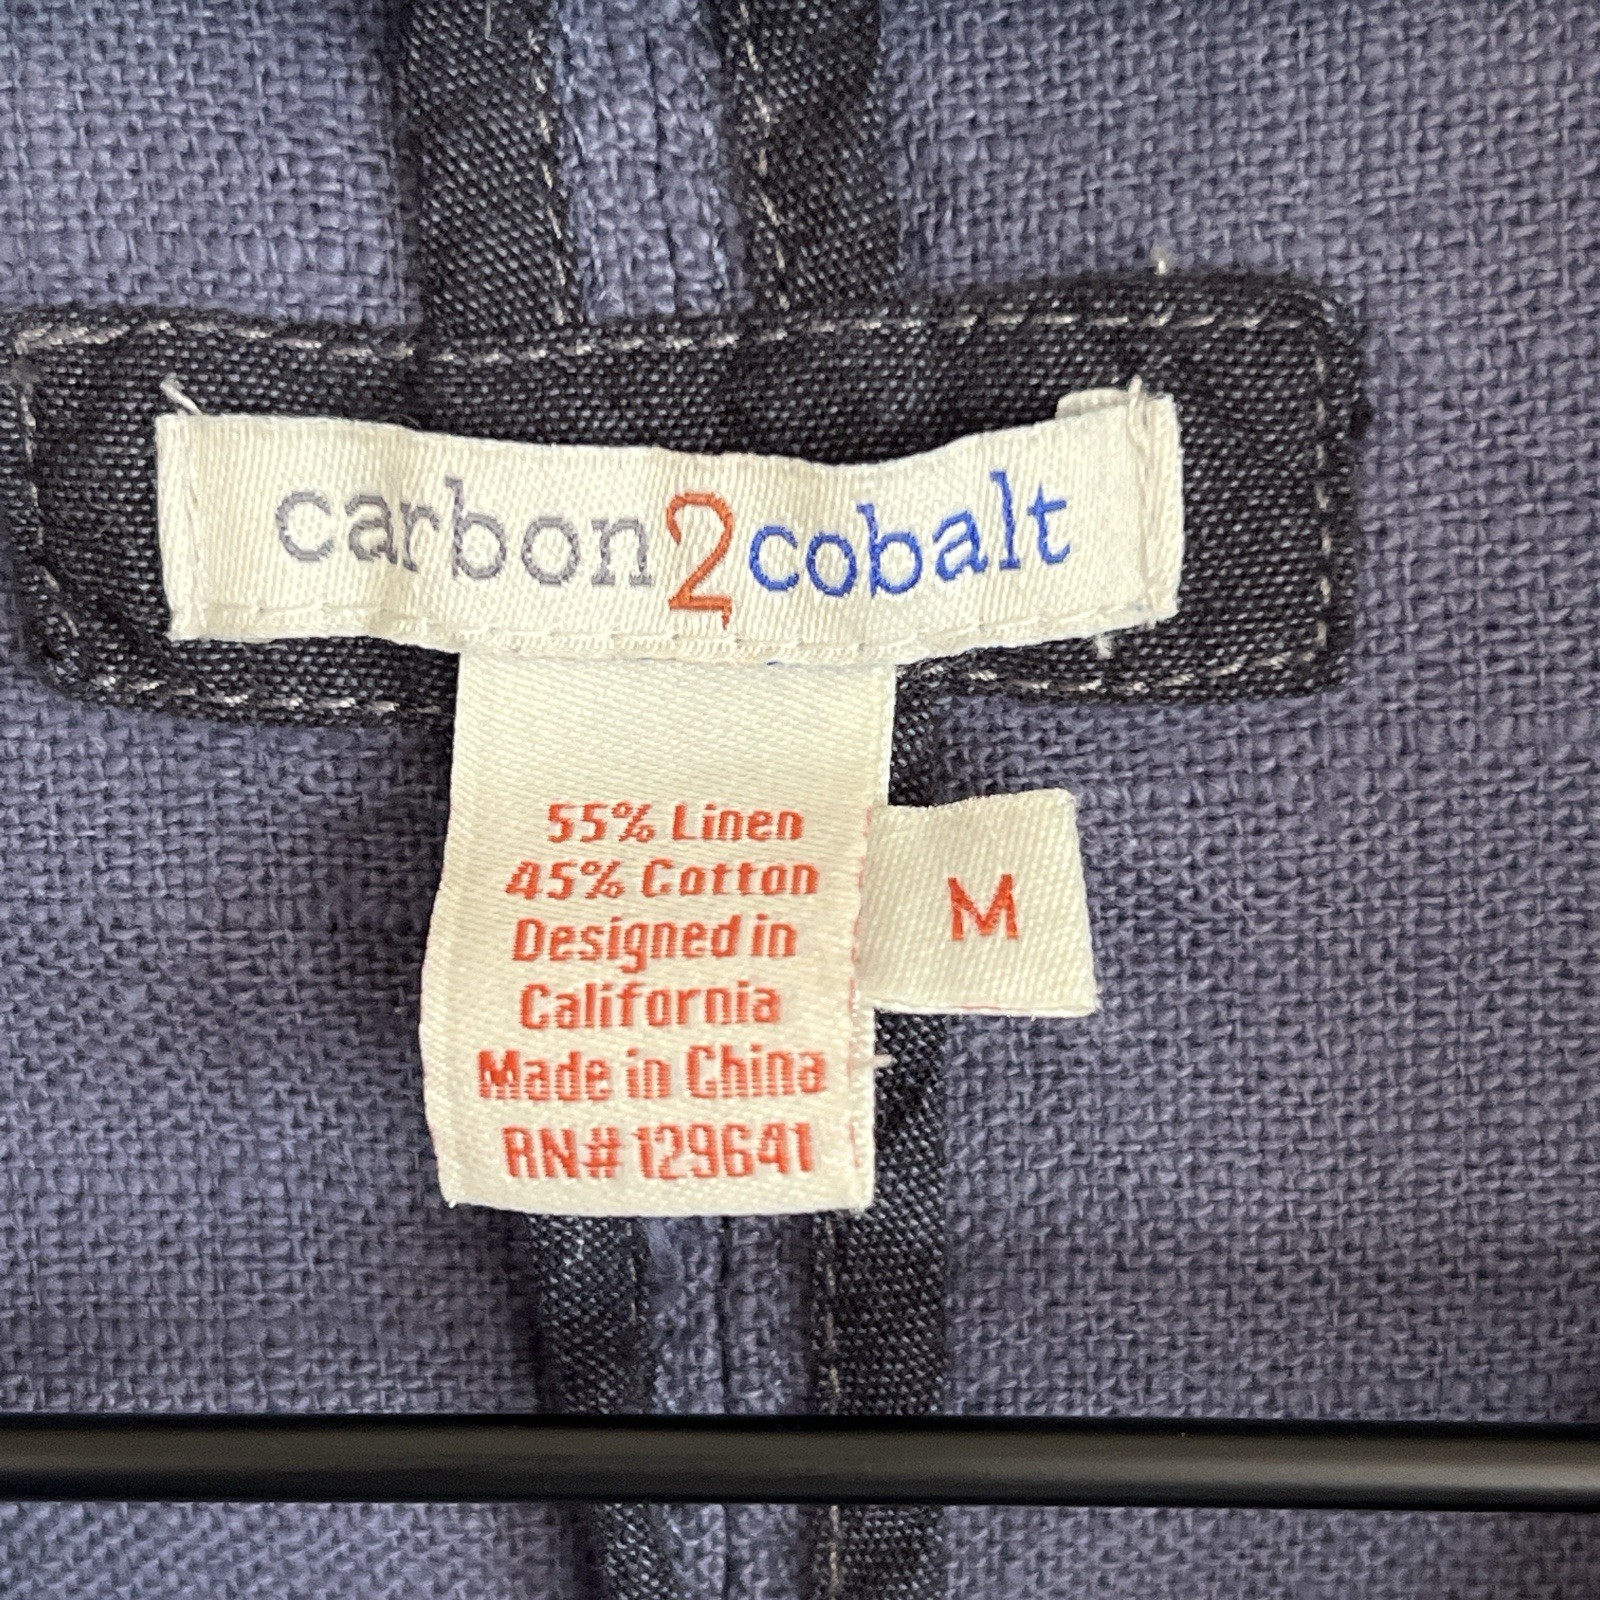 carbon2cobalt
55% Linen
45% Cotton
M
Designed in
California
Made in China
RN# 129641